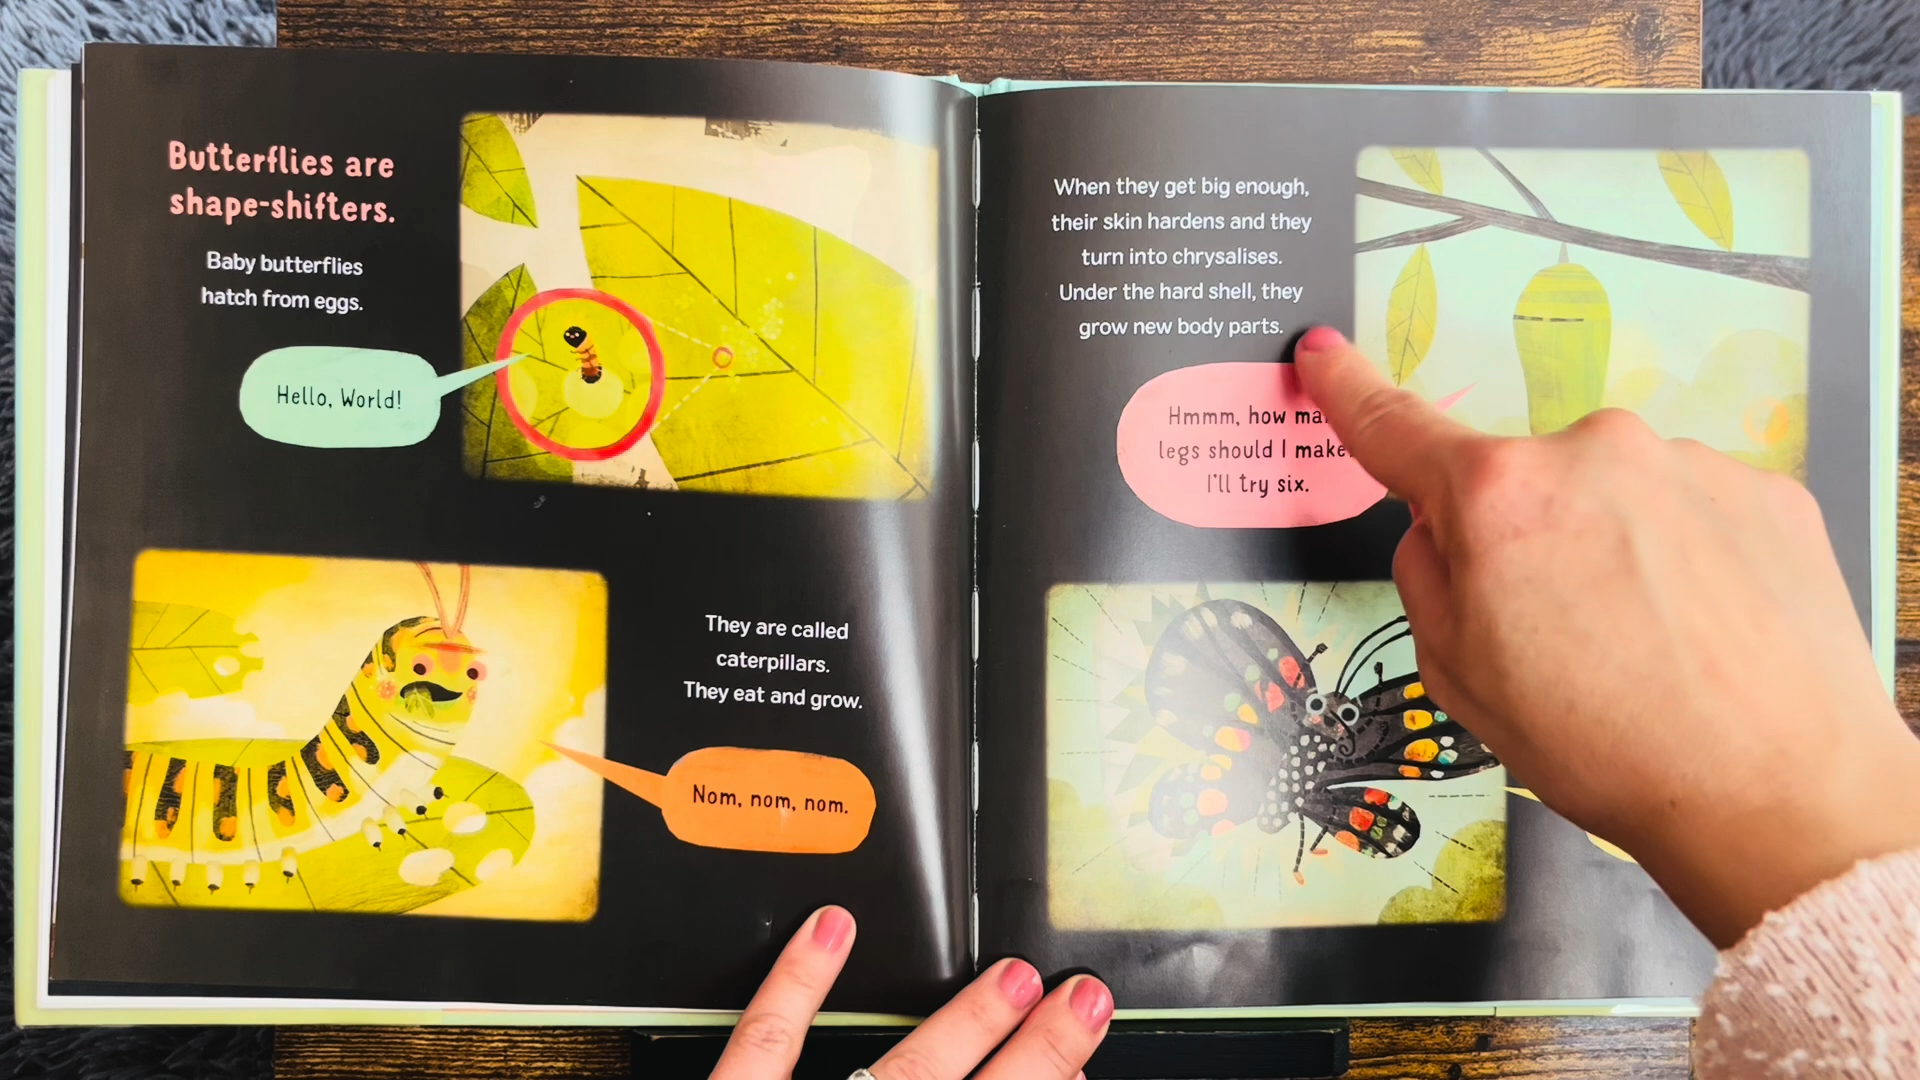 Butterflies are
shape-shifters.
Baby butterflies
hatch from eggs.
Hello, World!
They are called
caterpillars.
They eat and grow.
Nom, nom, nom.
When they get big enough,
their skin hardens and they
turn into chrysalises.
Under the hard shell, they
grow new body parts.
Hmmm, how
legs should I make
I'll try six.